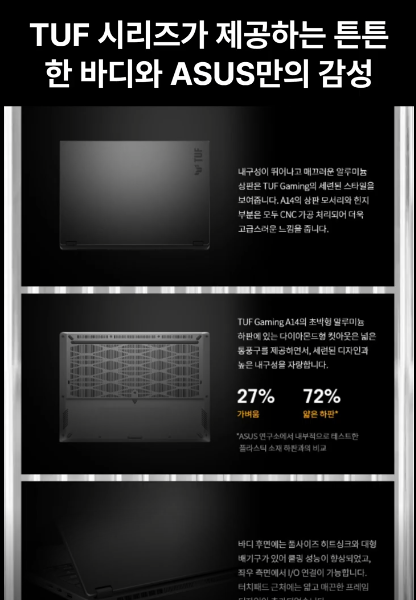 TUF 시리즈가 제공하는 튼튼
한 바디와 ASUS만의 감성
TUF
내구성이 뛰어나고 매끄러운 알루미늄
상판은 TUF Gaming의 세련된 스타일을
보여줍니다. A14의 상판 모서리와 힌지
부분은 모두 CNC 가공 처리되어 더욱
고급스러운 느낌을 줍니다.
TUF Gaming A14의 초박형 알루미늄
하판에 있는 다이아몬드형 컷아웃은 넓은
통풍구를 제공하면서, 세련된 디자인과
높은 내구성을 자랑합니다.
27% 72%
가벼움 얇은 하판*
*ASUS 연구소에서 내부적으로 테스트한
플라스틱 소재 하판과의 비교
바디 후면에는 풀사이즈 히트싱크와 대형
배기구가 있어 쿨링 성능이 향상되었고,
좌우 측면에서 I/O 연결이 가능합니다.
터치패드 근처에는 얇고 매끈한 프레임